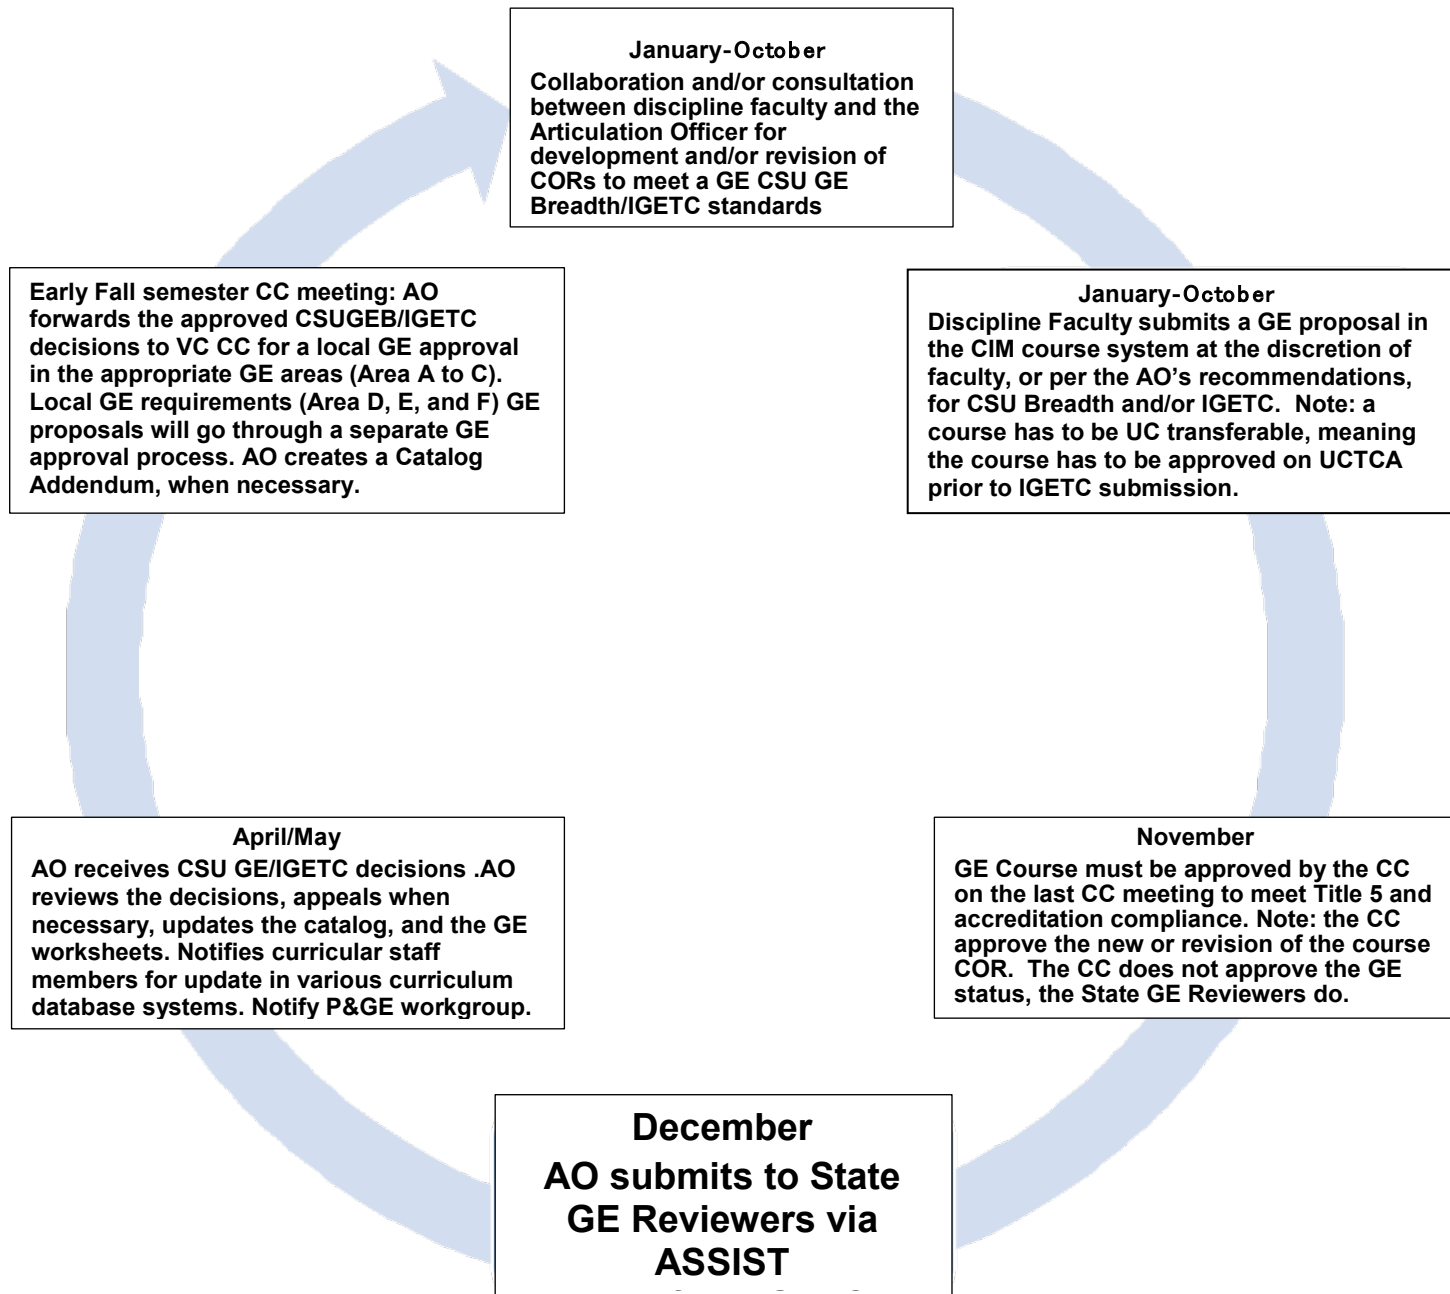 January-October
Collaboration and/or consultation
between discipline faculty and the
Articulation Officer for
development and/or revision of
CORs to meet a GE CSU GE
Breadth/IGETC standards
January-October
Discipline Faculty submits a GE proposal in
the CIM course system at the discretion of
faculty, or per the AO's recommendations,
for CSU Breadth and/or IGETC.  Note: a
course has to be UC transferable, meaning
the course has to be approved on UCTCA
prior to IGETC submission.
November
GE Course must be approved by the CC
on the last CC meeting to meet Title 5 and
accreditation compliance. Note: the CC
approve the new or revision of the course
COR.  The CC does not approve the GE
status, the State GE Reviewers do.
December
AO submits to State
GE Reviewers via
ASSIST
April/May
AO receives CSU GE/IGETC decisions .AO
reviews the decisions, appeals when
necessary, updates the catalog, and the GE
worksheets. Notifies curricular staff
members for update in various curriculum
database systems. Notify P&GE workgroup.
Early Fall semester CC meeting: AO
forwards the approved CSUGEB/IGETC
decisions to VC CC for a local GE approval
in the appropriate GE areas (Area A to C).
Local GE requirements (Area D, E, and F) GE
proposals will go through a separate GE
approval process. AO creates a Catalog
Addendum, when necessary.